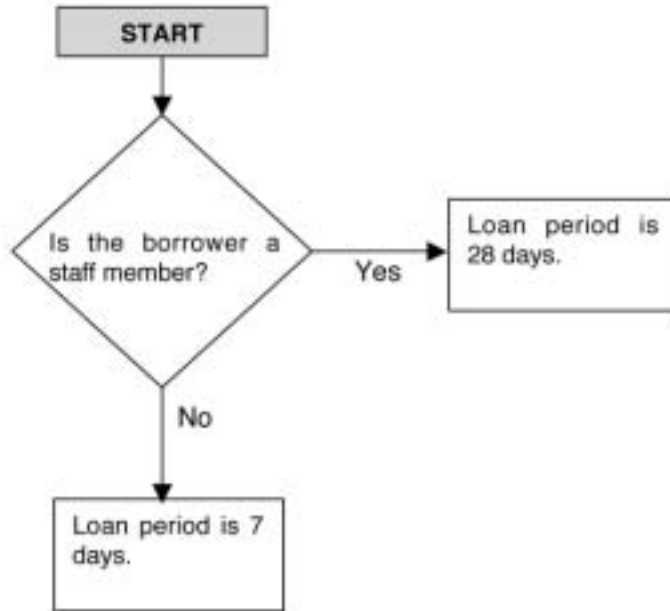 START
Is the borrower a
staff member?
Yes
Loan period is
28 days.
No
Loan period is 7
days.